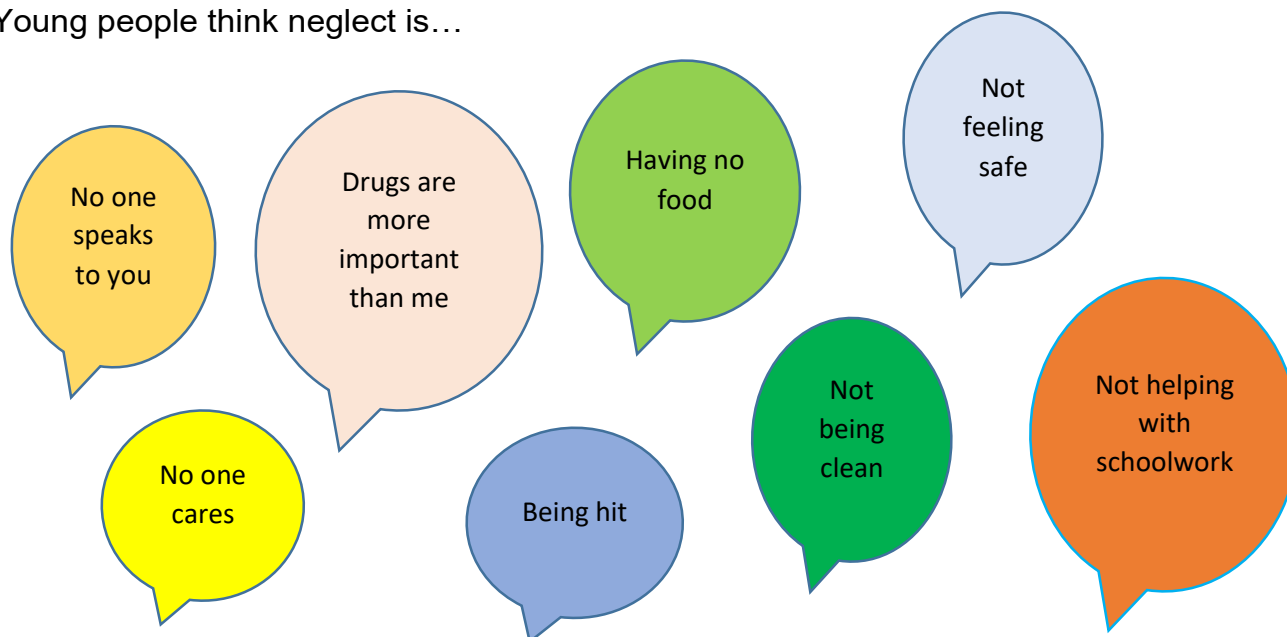 Young people think neglect is…
No one
speaks
to you
Drugs are
more
important
than me
Having no
food
Not
feeling
safe
No one
cares
Being hit
Not
being
clean
Not helping
with
schoolwork